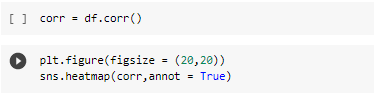 [ ] corr = df.corr()
plt.figure(figsize = (20,20))
sns.heatmap(corr,annot = True)